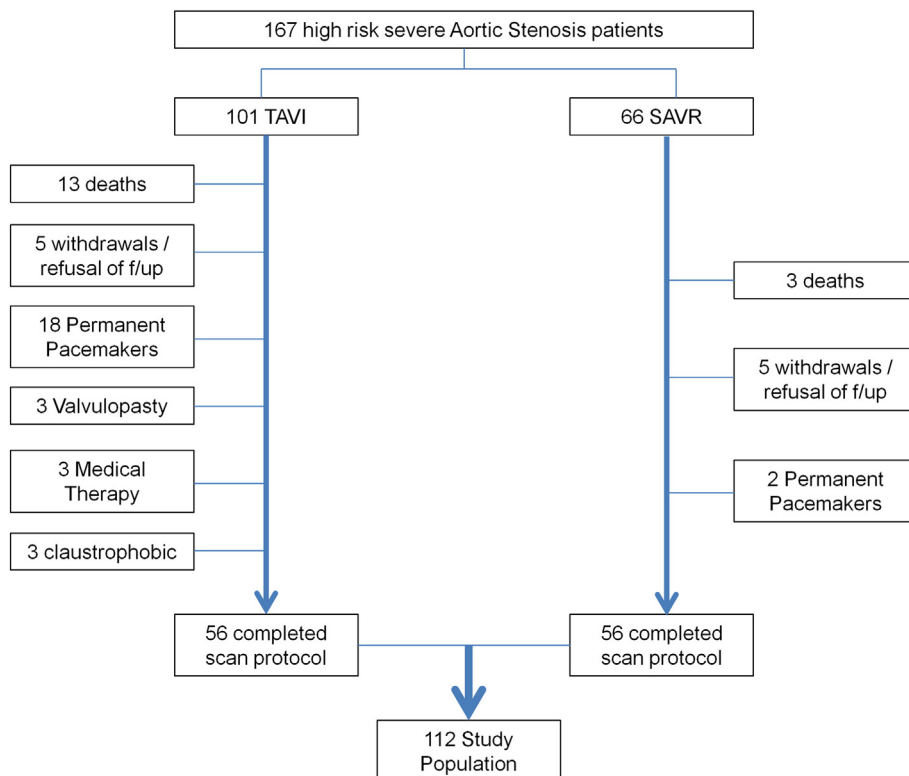 167 high risk severe Aortic Stenosis patients
101 TAVI
66 SAVR
13 deaths
5 withdrawals /
refusal of f/up
18 Permanent
Pacemakers
3 Valvulopasty
3 Medical
Therapy
3 claustrophobic
3 deaths
5 withdrawals /
refusal of f/up
2 Permanent
Pacemakers
56 completed
scan protocol
56 completed
scan protocol
112 Study
Population